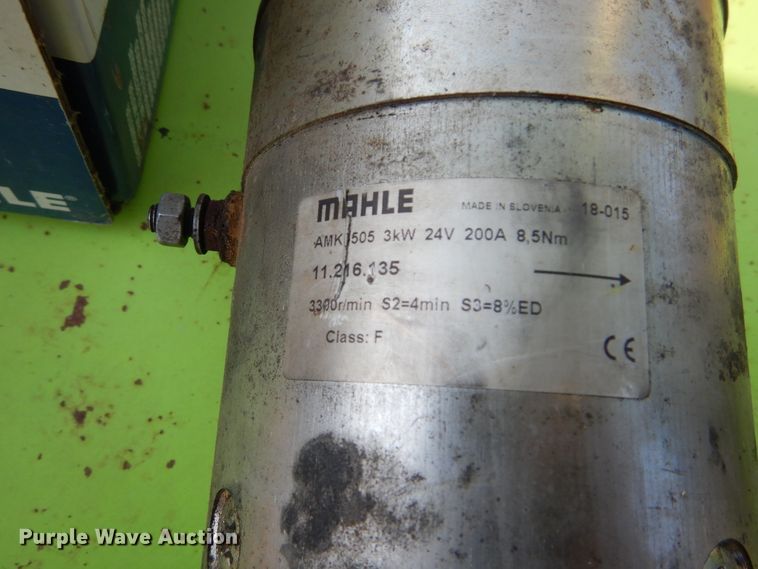 LE®
MAHLE MADE IN SLOVENIA 18-015
AMK 505 3kW 24V 200A 8,5Nm
11.216.135
3300r/min S2=4min S3=8%ED
Class: F
CE
Purple Wave Auction